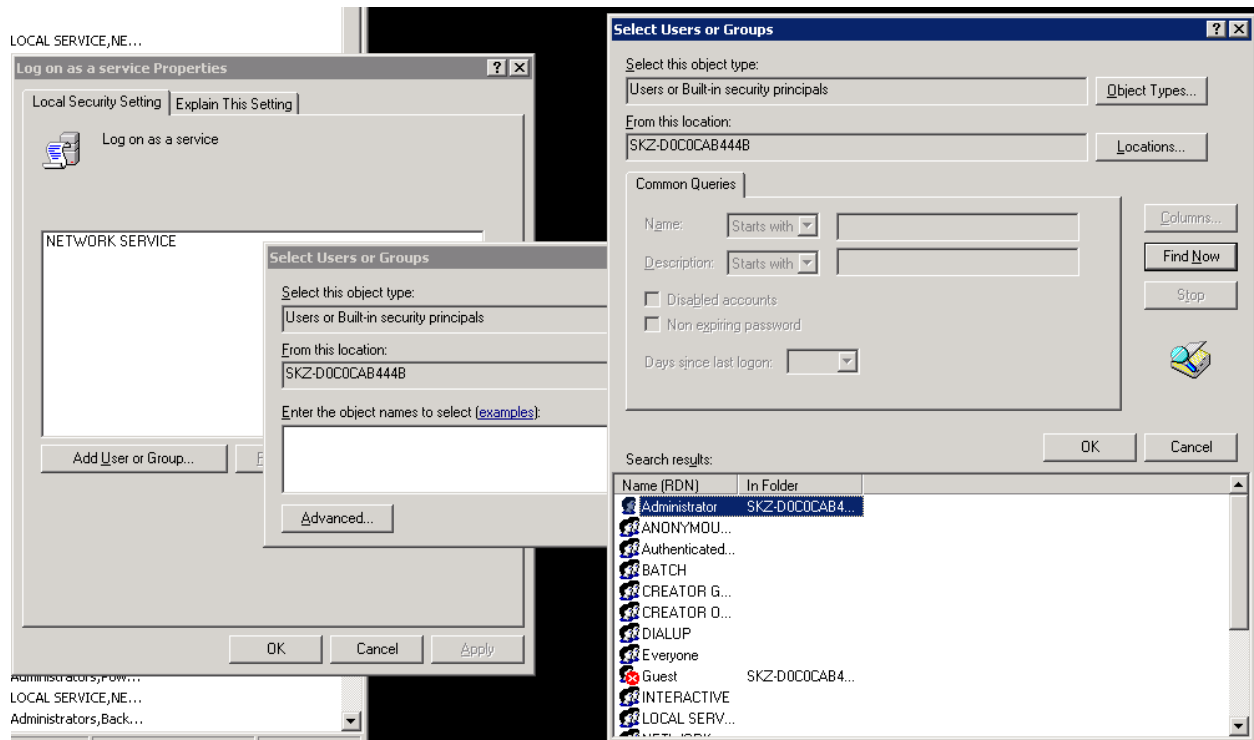 LOCAL SERVICE,NE...
Log on as a service Properties
Local Security Setting
Explain This Setting
Log on as a service
NETWORK SERVICE
Add User or Group...
OK
Cancel
Apply
Administrators,Pow...
LOCAL SERVICE,NE...
Administrators,Back...
Select Users or Groups
Select this object type:
Users or Built-in security principals
From this location:
SKZ-D0C0CAB444B
Enter the object names to select (examples):
Advanced...
Select Users or Groups
Select this object type:
Users or Built-in security principals
Object Types...
From this location:
SKZ-D0C0CAB444B
Locations...
Common Queries
Name: Starts with
Columns...
Description: Starts with
Find Now
Disabled accounts
Stop
Non expiring password
Days since last logon:
OK
Cancel
Search results:
Name (RDN) In Folder
Administrator SKZ-D0C0CAB4...
ANONYMOU...
Authenticated...
BATCH
CREATOR G...
CREATOR O...
DIALUP
Everyone
Guest SKZ-D0C0CAB4...
INTERACTIVE
LOCAL SERV...